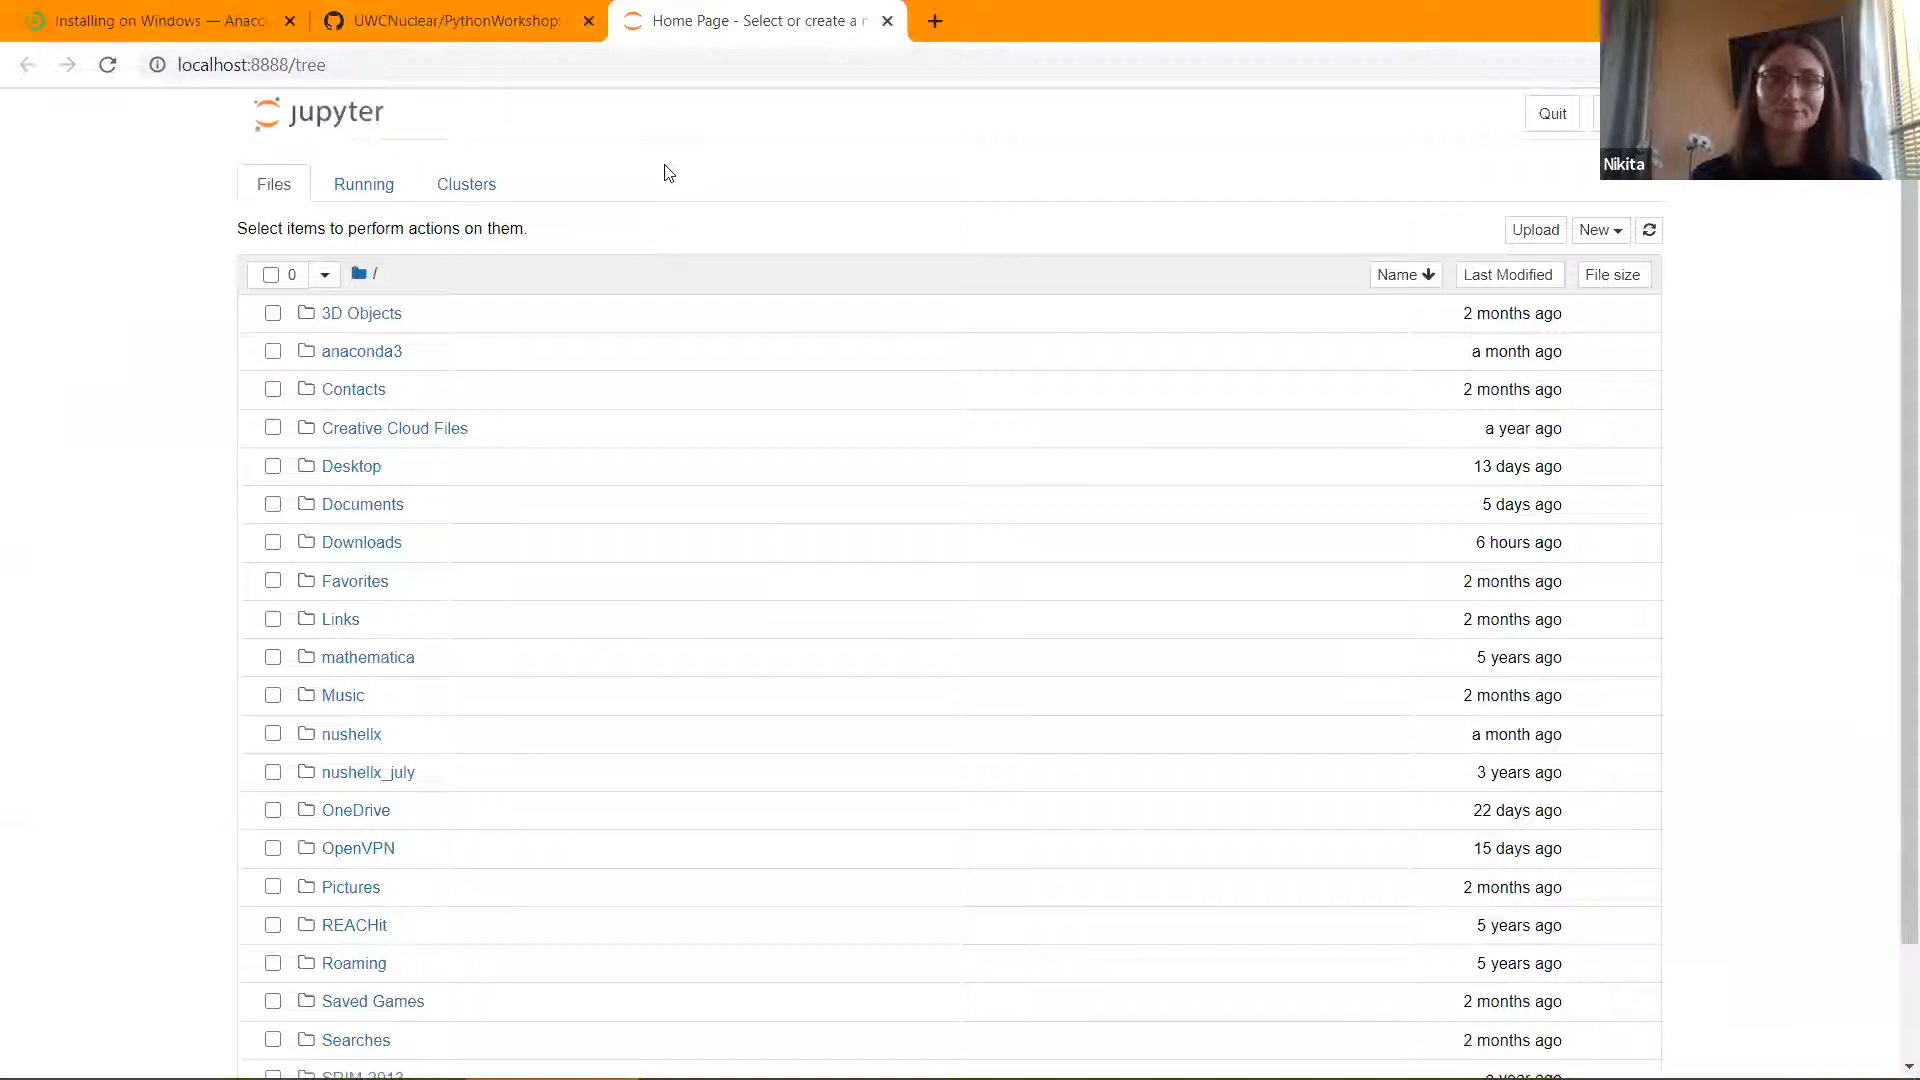 Installing on Windows — Anaco
UWCNuclear/PythonWorkshop:
Home Page - Select or create a n
localhost:8888/tree
jupyter
Quit
Nikita
Files
Running
Clusters
Select items to perform actions on them.
Upload
New
0
/
Name
Last Modified
File size
3D Objects
2 months ago
anaconda3
a month ago
Contacts
2 months ago
Creative Cloud Files
a year ago
Desktop
13 days ago
Documents
5 days ago
Downloads
6 hours ago
Favorites
2 months ago
Links
2 months ago
mathematica
5 years ago
Music
2 months ago
nushellx
a month ago
nushellx_july
3 years ago
OneDrive
22 days ago
OpenVPN
15 days ago
Pictures
2 months ago
REACHit
5 years ago
Roaming
5 years ago
Saved Games
2 months ago
Searches
2 months ago
SRIM-2013
a year ago